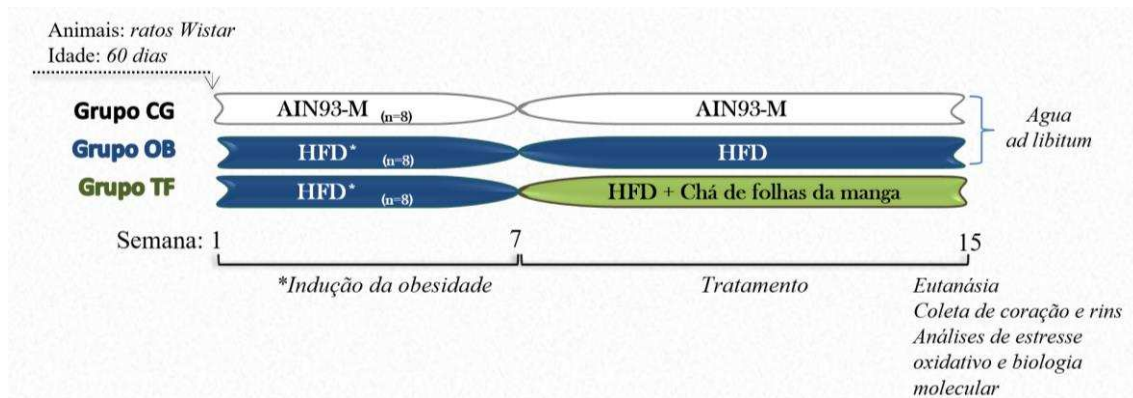 Animais: ratos Wistar
Idade: 60 dias
Grupo CG AIN93-M (n=8) AIN93-M
Grupo OB HFD* (n=8) HFD
Grupo TF HFD* (n=8) HFD + Chá de folhas da manga
Agua
ad libitum
Semana: 1 7 15
*Indução da obesidade Tratamento Eutanásia
Coleta de coração e rins
Análises de estresse
oxidativo e biologia
molecular